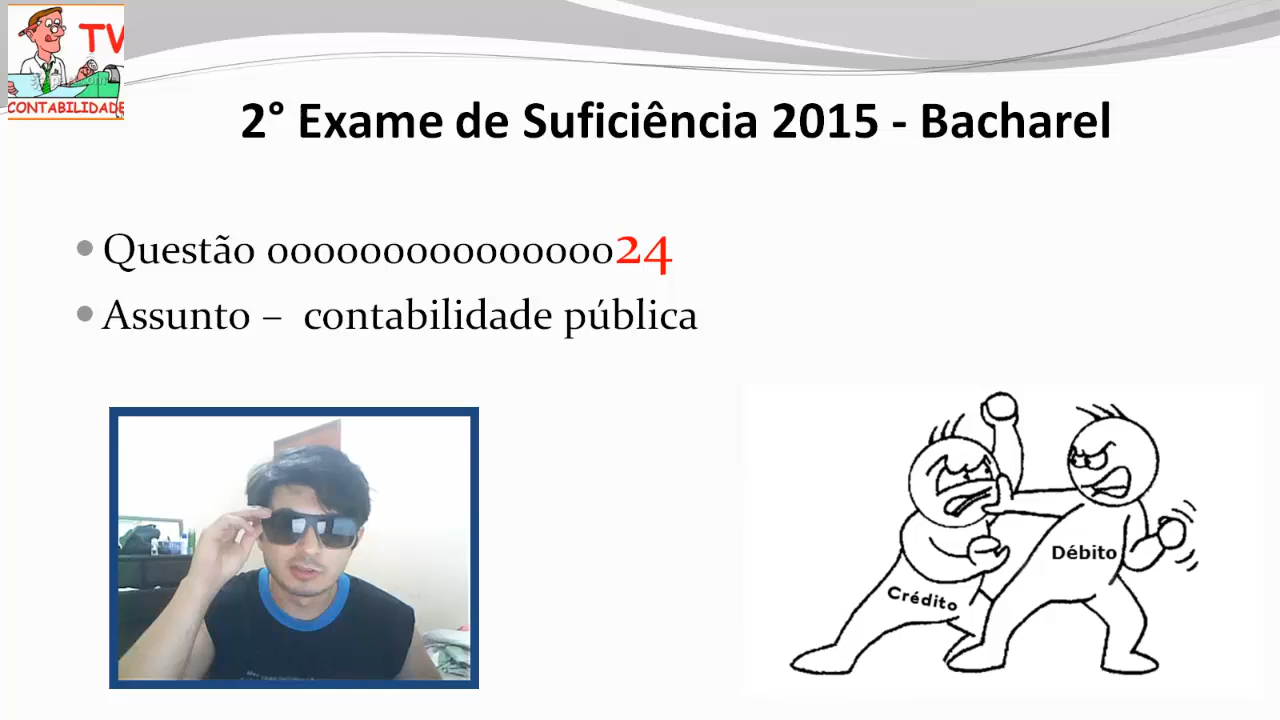 TV
CONTABILIDADE
2° Exame de Suficiência 2015 - Bacharel
Questão ooooooooooooooo24
Assunto – contabilidade pública
Débito
Crédito